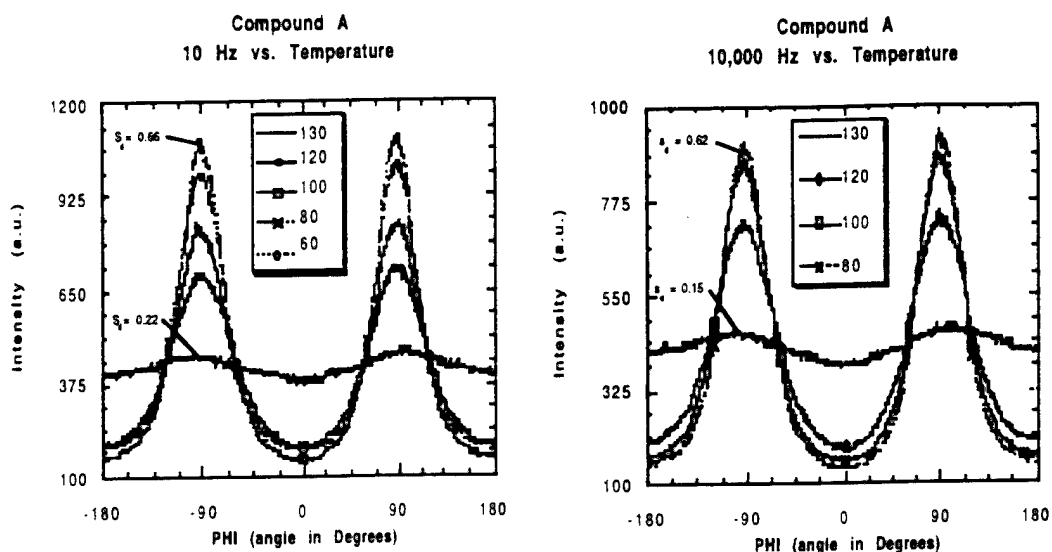 Compound A
10 Hz vs. Temperature
1200
925
650
375
100
Intensity (a.u.)
S = 0.66
S = 0.22
130
120
100
80
60
-180 -90 0 90 180
PHI (angle in Degrees)
Compound A
10,000 Hz vs. Temperature
1000
775
550
325
100
Intensity (a.u.)
= 0.62
= 0.15
130
120
100
80
-180 -90 0 90 180
PHI (angle in Degrees)